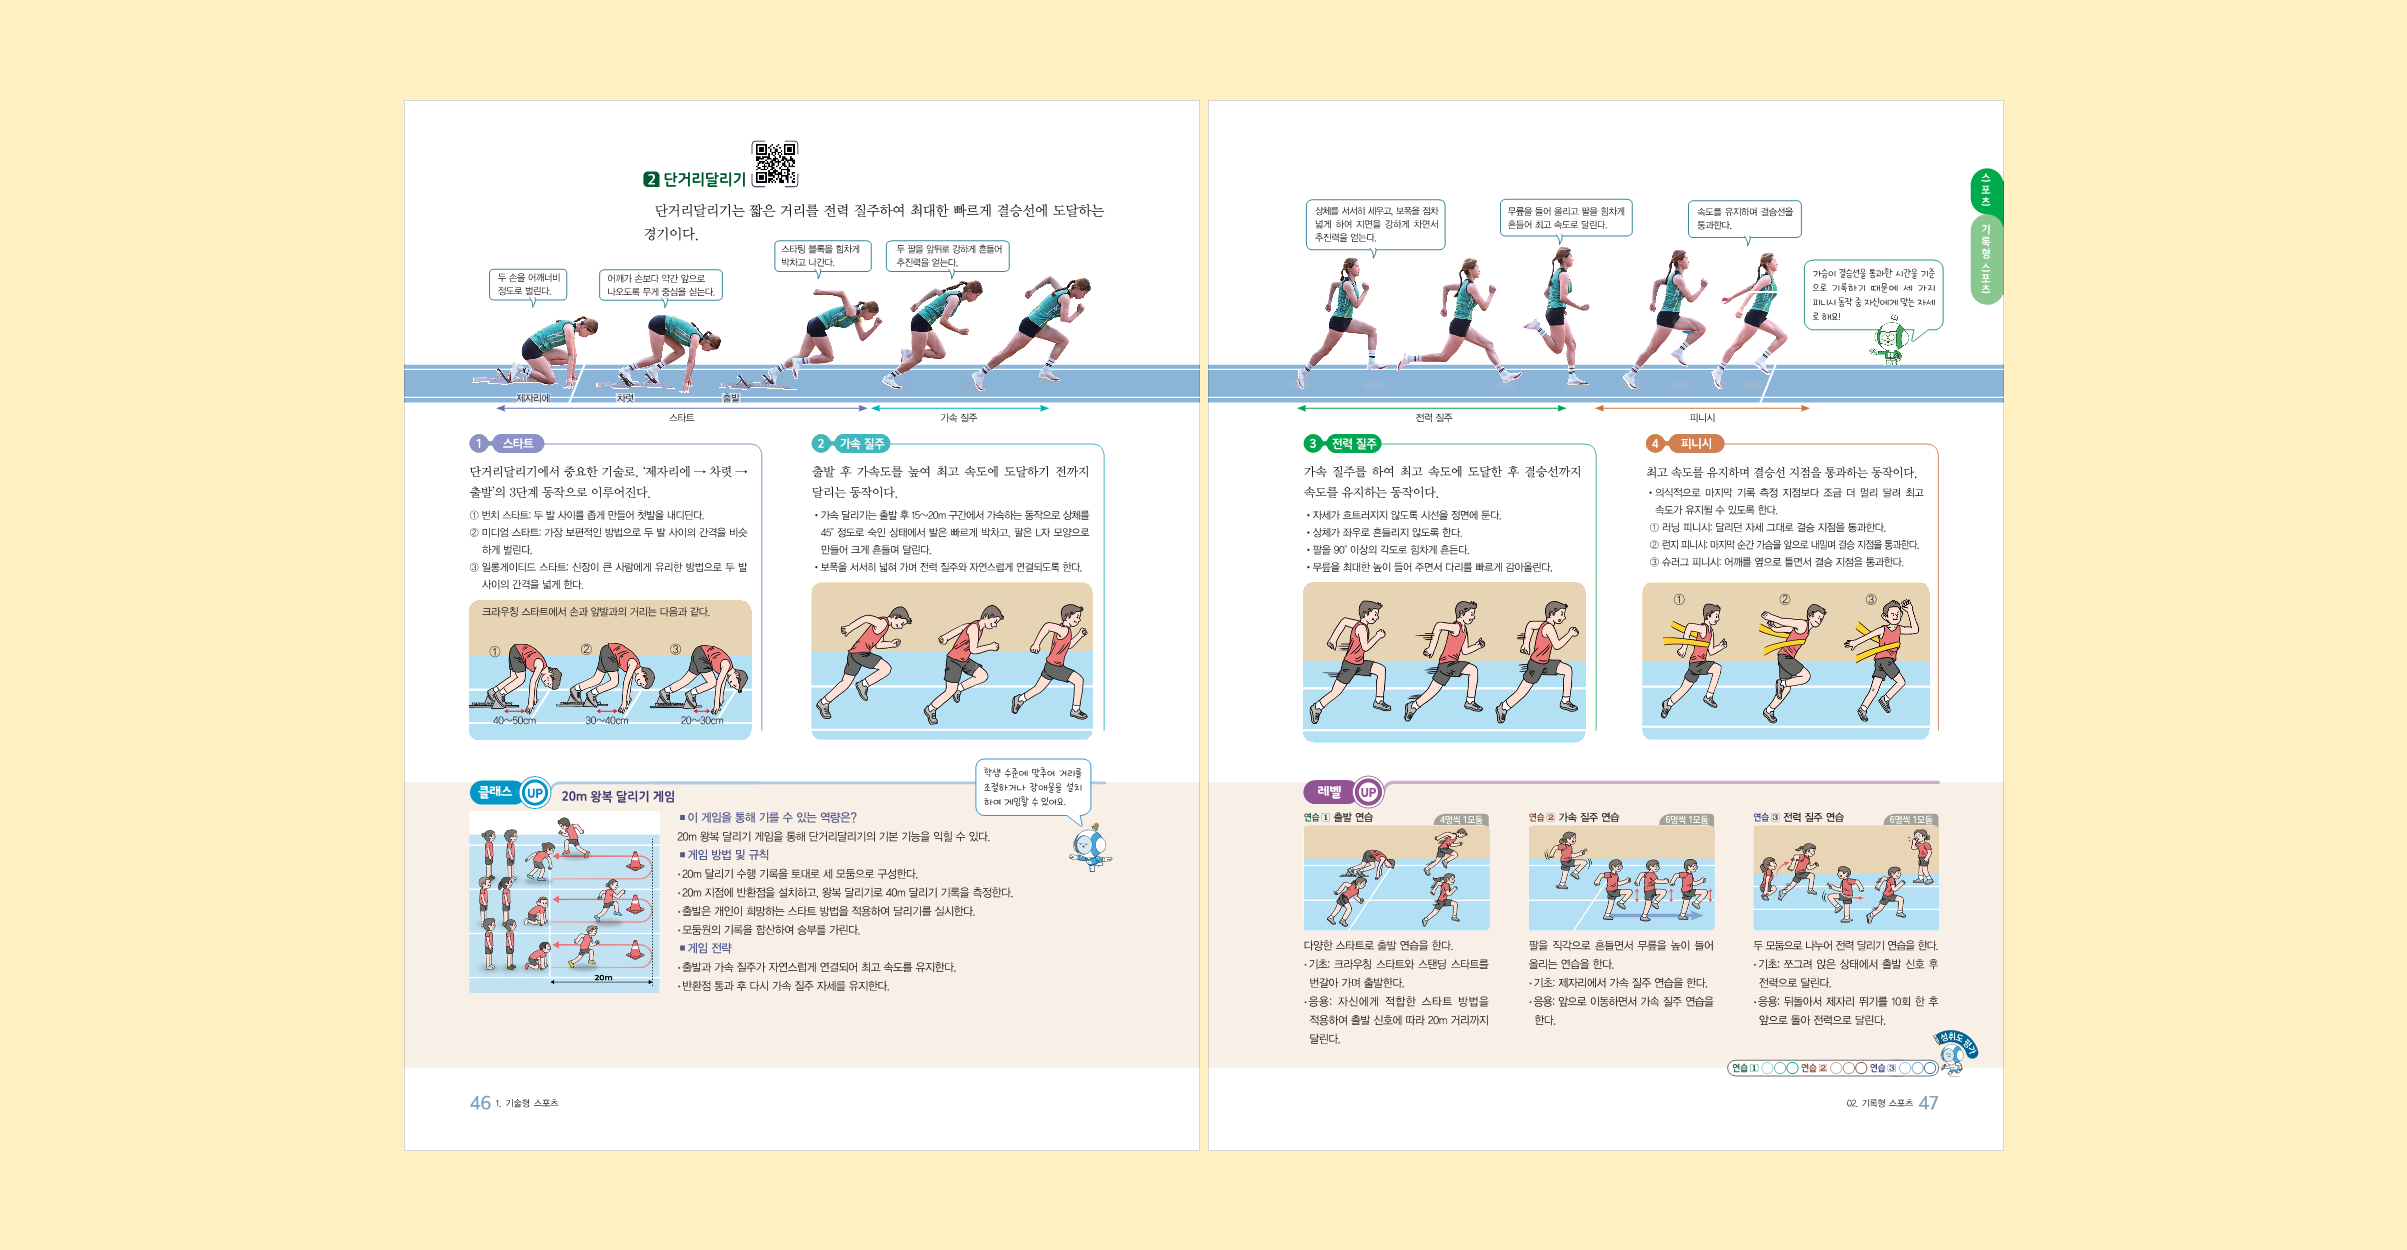 2 단거리달리기
단거리달리기는 짧은 거리를 전력 질주하여 최대한 빠르게 결승선에 도달하는
경기이다.
두 손을 어깨너비
정도로 벌린다.
어깨가 손보다 약간 앞으로
나오도록 무게 중심을 싣는다.
스타팅 블록을 힘차게
박차고 나간다.
두 팔을 앞뒤로 강하게 흔들어
추진력을 얻는다.
제자리에
차렷
출발
스타트
가속 질주
1 스타트
단거리달리기에서 중요한 기술로, '제자리에 → 차렷 →
출발'의 3단계 동작으로 이루어진다.
① 번치 스타트: 두 발 사이를 좁게 만들어 첫발을 내디딘다.
② 미디엄 스타트: 가장 보편적인 방법으로 두 발 사이의 간격을 비슷
하게 벌린다.
③ 일롱게이티드 스타트: 신장이 큰 사람에게 유리한 방법으로 두 발
사이의 간격을 넓게 한다.
크라우칭 스타트에서 손과 앞발과의 거리는 다음과 같다.
① ② ③
40～50cm 30～40cm 20～30cm
2 가속 질주
출발 후 가속도를 높여 최고 속도에 도달하기 전까지
달리는 동작이다.
• 가속 달리기는 출발 후 15～20m 구간에서 가속하는 동작으로 상체를
45° 정도로 숙인 상태에서 발은 빠르게 박차고, 팔은 L자 모양으로
만들어 크게 흔들며 달린다.
• 보폭을 서서히 넓혀 가며 전력 질주와 자연스럽게 연결되도록 한다.
클래스 UP 20m 왕복 달리기 게임
학생 수준에 맞추어 거리를
조절하거나 장애물을 설치
하여 게임할 수 있어요.
20m
■ 이 게임을 통해 기를 수 있는 역량은?
20m 왕복 달리기 게임을 통해 단거리달리기의 기본 기능을 익힐 수 있다.
■ 게임 방법 및 규칙
• 20m 달리기 수행 기록을 토대로 세 모둠으로 구성한다.
• 20m 지점에 반환점을 설치하고, 왕복 달리기로 40m 달리기 기록을 측정한다.
• 출발은 개인이 희망하는 스타트 방법을 적용하여 달리기를 실시한다.
• 모둠원의 기록을 합산하여 승부를 가린다.
■ 게임 전략
• 출발과 가속 질주가 자연스럽게 연결되어 최고 속도를 유지한다.
• 반환점 통과 후 다시 가속 질주 자세를 유지한다.
46 1. 기술형 스포츠
스포츠
기록형 스포츠
상체를 서서히 세우고, 보폭을 점차
넓게 하여 지면을 강하게 차면서
추진력을 얻는다.
무릎을 들어 올리고 팔을 힘차게
흔들어 최고 속도로 달린다.
속도를 유지하며 결승선을
통과한다.
가슴이 결승선을 통과한 시간을 기준
으로 기록하기 때문에 세 가지
피니시 동작 중 자신에게 맞는 자세
로 해요!
전력 질주
피니시
3 전력 질주
가속 질주를 하여 최고 속도에 도달한 후 결승선까지
속도를 유지하는 동작이다.
• 자세가 흐트러지지 않도록 시선을 정면에 둔다.
• 상체가 좌우로 흔들리지 않도록 한다.
• 팔을 90° 이상의 각도로 힘차게 흔든다.
• 무릎을 최대한 높이 들어 주면서 다리를 빠르게 감아올린다.
4 피니시
최고 속도를 유지하며 결승선 지점을 통과하는 동작이다.
• 의식적으로 마지막 기록 측정 지점보다 조금 더 멀리 달려 최고
속도가 유지될 수 있도록 한다.
① 러닝 피니시: 달리던 자세 그대로 결승 지점을 통과한다.
② 런지 피니시: 마지막 순간 가슴을 앞으로 내밀며 결승 지점을 통과한다.
③ 슈러그 피니시: 어깨를 옆으로 틀면서 결승 지점을 통과한다.
① ② ③
레벨 UP
연습 1 출발 연습 4명씩 1모둠
다양한 스타트로 출발 연습을 한다.
• 기초: 크라우칭 스타트와 스탠딩 스타트를
번갈아 가며 출발한다.
• 응용: 자신에게 적합한 스타트 방법을
적용하여 출발 신호에 따라 20m 거리까지
달린다.
연습 2 가속 질주 연습 6명씩 1모둠
팔을 직각으로 흔들면서 무릎을 높이 들어
올리는 연습을 한다.
• 기초: 제자리에서 가속 질주 연습을 한다.
• 응용: 앞으로 이동하면서 가속 질주 연습을
한다.
연습 3 전력 질주 연습 6명씩 1모둠
두 모둠으로 나누어 전력 달리기 연습을 한다.
• 기초: 쪼그려 앉은 상태에서 출발 신호 후
전력으로 달린다.
• 응용: 뒤돌아서 제자리 뛰기를 10회 한 후
앞으로 돌아 전력으로 달린다.
성취도 평가
연습 1 연습 2 연습 3
02. 기록형 스포츠 47